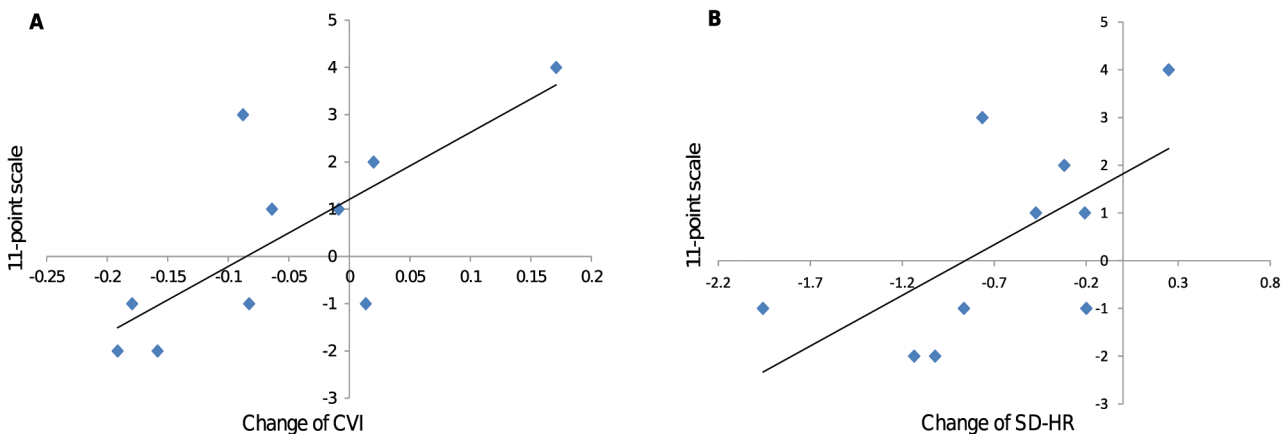 A
5
4
3
2
1
0
-0.25 -0.2 -0.15 -0.1 -0.05 0 0.05 0.1 0.15 0.2
-1
-2
-3
11-point scale
Change of CVI
B
5
4
3
2
1
0
-2.2 -1.7 -1.2 -0.7 -0.2 0.3 0.8
-1
-2
-3
11-point scale
Change of SD-HR